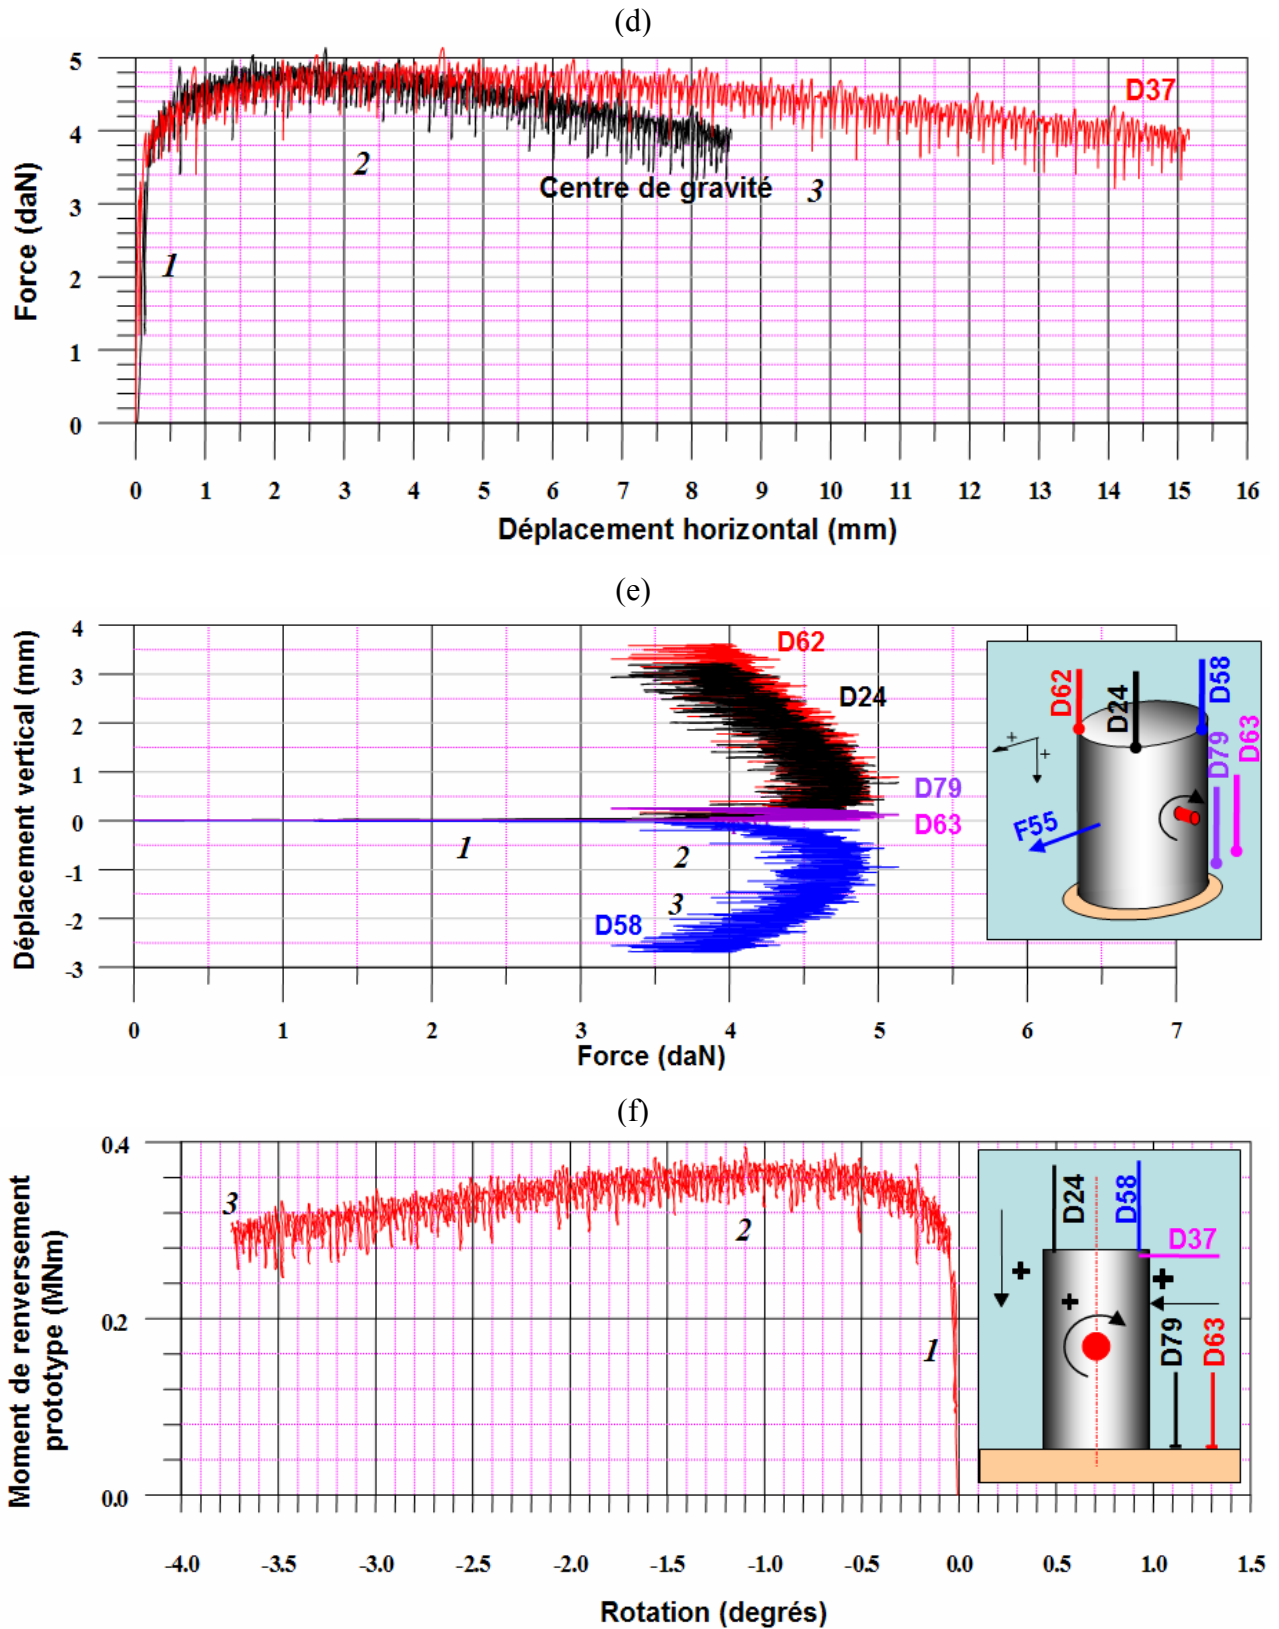 (d)
Force (daN)
5
4
3
2
1
0
D37
2
Centre de gravité 3
1
0 1 2 3 4 5 6 7 8 9 10 11 12 13 14 15 16
Déplacement horizontal (mm)
(e)
Déplacement vertical (mm)
4
3
2
1
0
-1
-2
-3
D62
D24
D79
D63
1
2
3
D58
D62
D24
D58
D79
D63
+
+
F55
0 1 2 3 4 5 6 7
Force (daN)
(f)
Moment de renversement
prototype (MNm)
0.4
0.2
0.0
3
2
1
D24
D58
D37
+
+
+
D79
D63
-4.0 -3.5 -3.0 -2.5 -2.0 -1.5 -1.0 -0.5 0.0 0.5 1.0 1.5
Rotation (degrés)